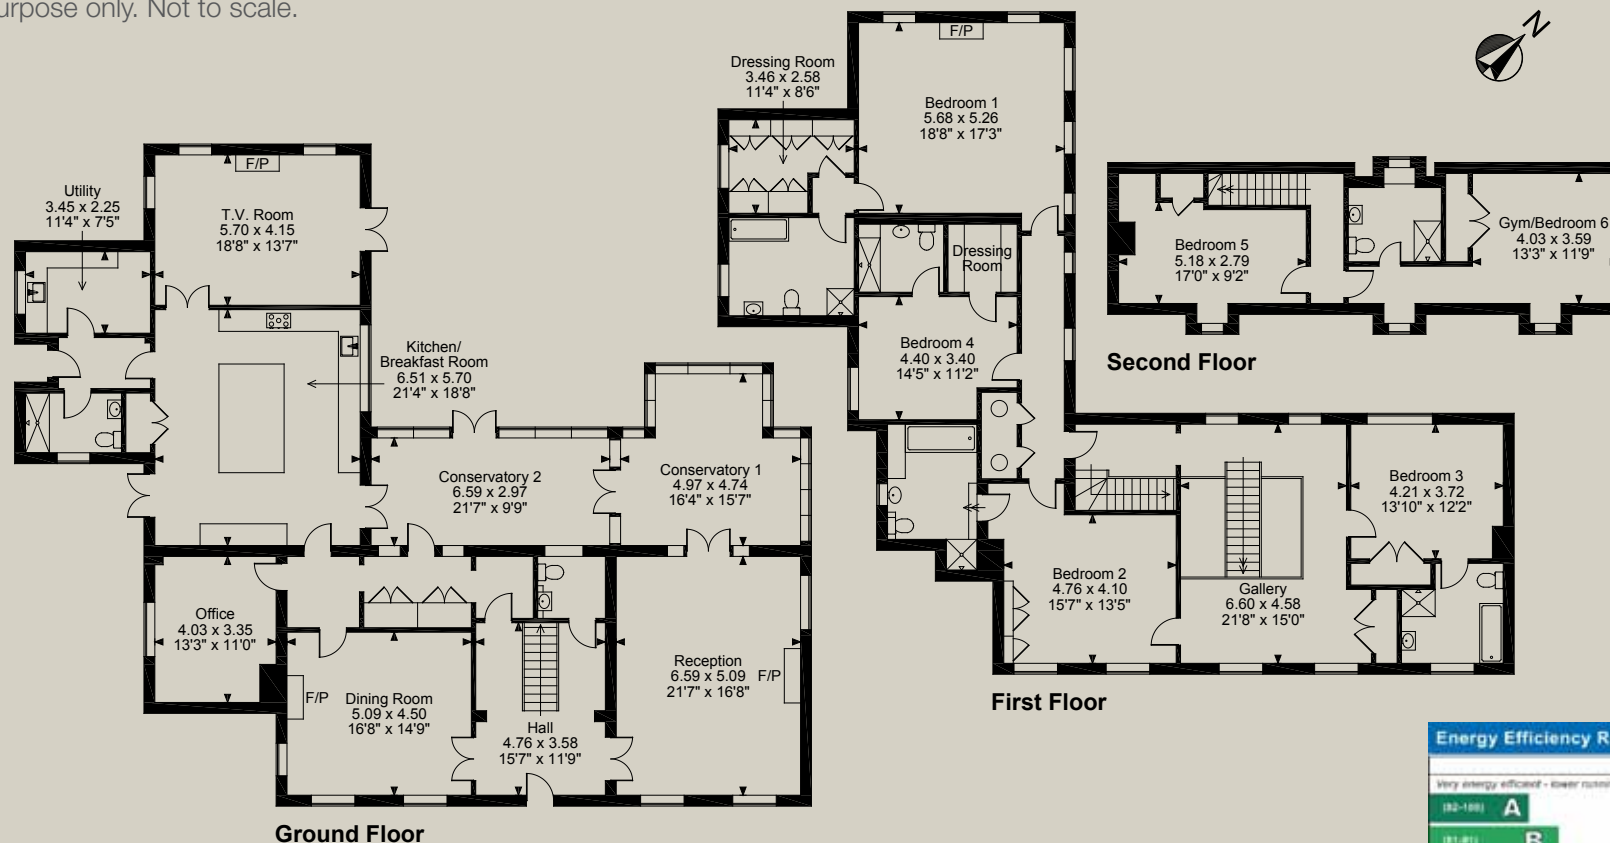 urpose only. Not to scale.
N
Dressing Room
3.46 x 2.58
11'4" x 8'6"
F/P
Bedroom 1
5.68 x 5.26
18'8" x 17'3"
Utility
3.45 x 2.25
11'4" x 7'5"
F/P
T.V. Room
5.70 x 4.15
18'8" x 13'7"
Dressing
Room
Bedroom 5
5.18 x 2.79
17'0" x 9'2"
Gym/Bedroom 6
4.03 x 3.59
13'3" x 11'9"
Second Floor
Kitchen/
Breakfast Room
6.51 x 5.70
21'4" x 18'8"
Bedroom 4
4.40 x 3.40
14'5" x 11'2"
Conservatory 2
6.59 x 2.97
21'7" x 9'9"
Conservatory 1
4.97 x 4.74
16'4" x 15'7"
Bedroom 3
4.21 x 3.72
13'10" x 12'2"
Bedroom 2
4.76 x 4.10
15'7" x 13'5"
Gallery
6.60 x 4.58
21'8" x 15'0"
Office
4.03 x 3.35
13'3" x 11'0"
Reception
6.59 x 5.09
21'7" x 16'8"
F/P
F/P
Dining Room
5.09 x 4.50
16'8" x 14'9"
Hall
4.76 x 3.58
15'7" x 11'9"
First Floor
Ground Floor
Energy Efficiency R
Very energy efficient - lower runni
(92-100) A
(81-91) B